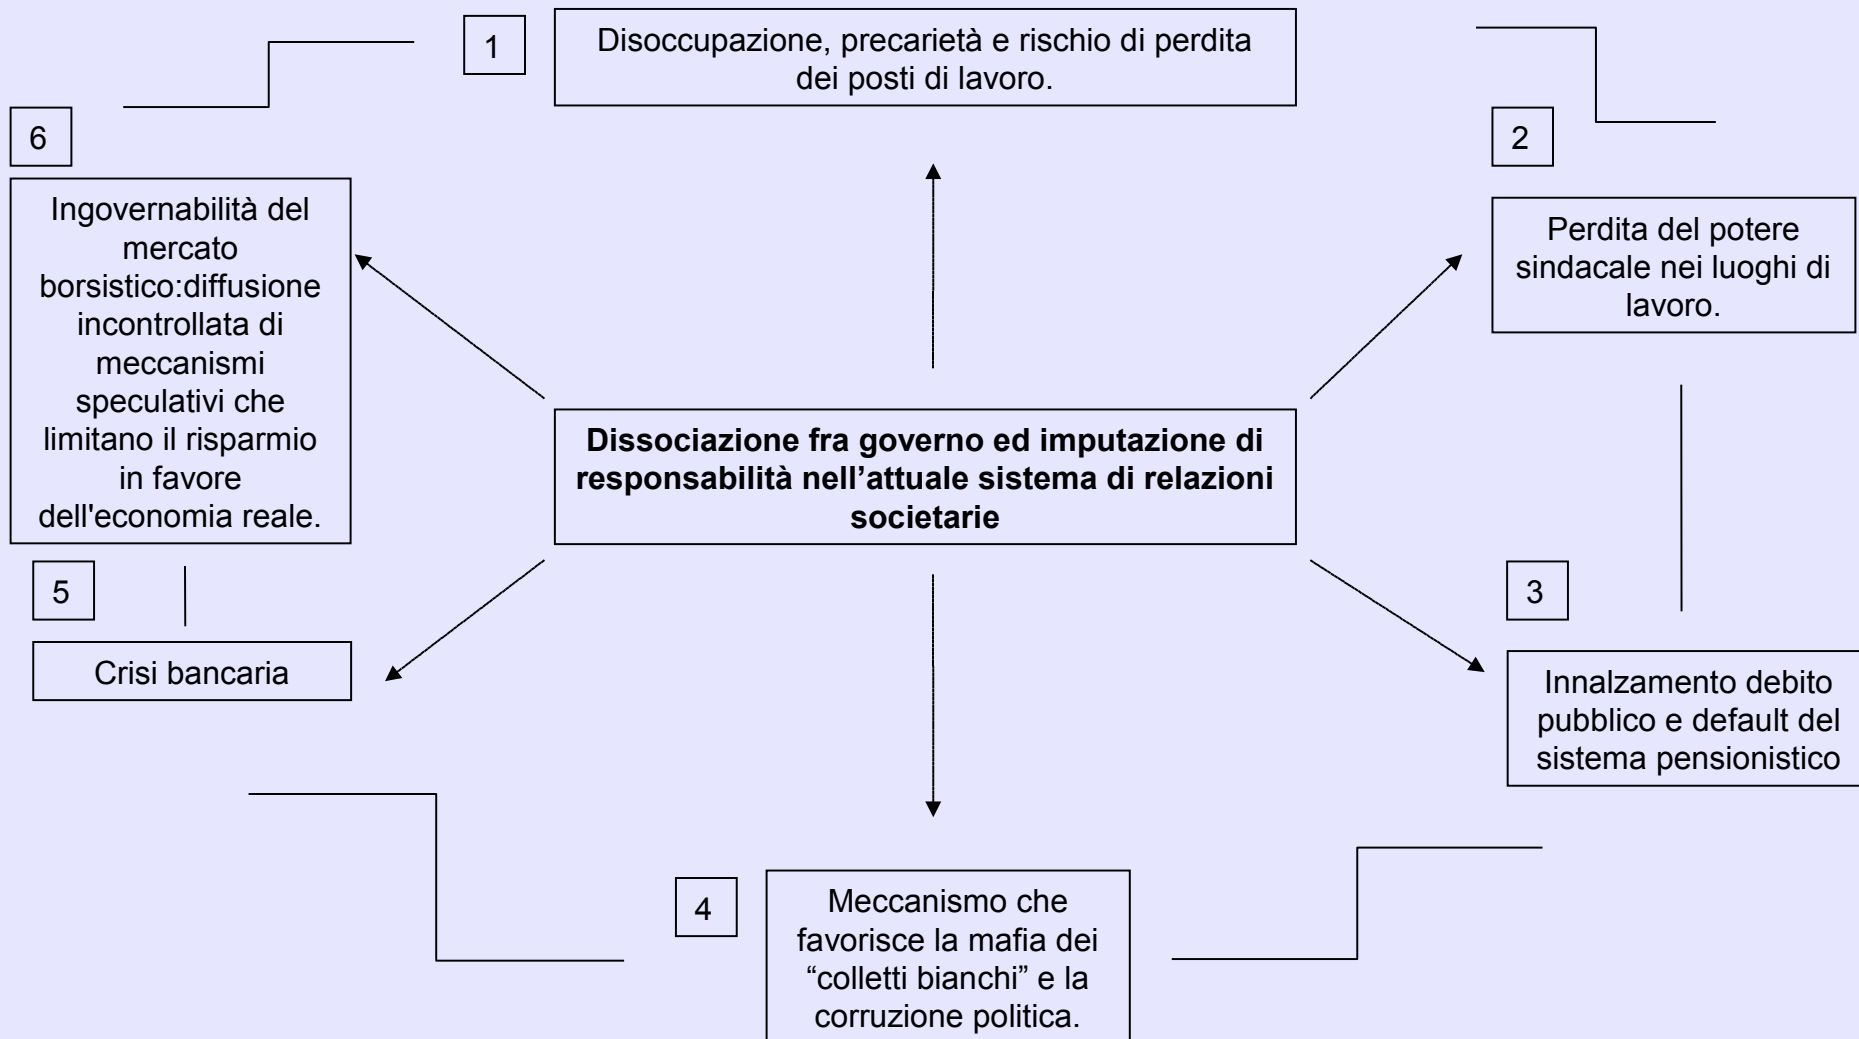 1
Disoccupazione, precarietà e rischio di perdita
dei posti di lavoro.
2
Perdita del potere
sindacale nei luoghi di
lavoro.
3
Innalzamento debito
pubblico e default del
sistema pensionistico
4
Meccanismo che
favorisce la mafia dei
“colletti bianchi” e la
corruzione politica.
5
Crisi bancaria
6
Ingovernabilità del
mercato
borsistico:diffusione
incontrollata di
meccanismi
speculativi che
limitano il risparmio
in favore
dell'economia reale.
Dissociazione fra governo ed imputazione di
responsabilità nell’attuale sistema di relazioni
societarie